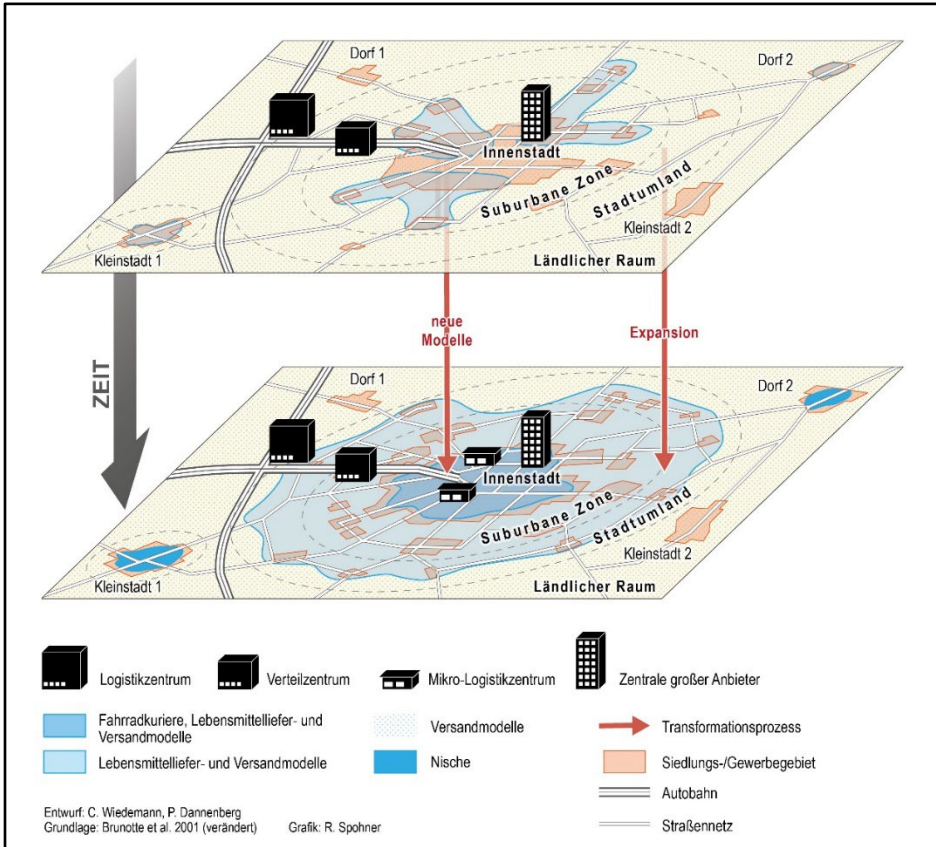 Dorf 1
Dorf 2
Innenstadt
Suburbane Zone
Stadtumland
Kleinstadt 1
Kleinstadt 2
Ländlicher Raum
ZEIT
neue
Modelle
Expansion
Dorf 1
Dorf 2
Innenstadt
Suburbane Zone
Stadtumland
Kleinstadt 1
Kleinstadt 2
Ländlicher Raum
Logistikzentrum
Verteilzentrum
Mikro-Logistikzentrum
Zentrale großer Anbieter
Fahrradkuriere, Lebensmittelliefer- und
Versandmodelle
Versandmodelle
Transformationsprozess
Lebensmittelliefer- und Versandmodelle
Nische
Siedlungs-/Gewerbegebiet
Autobahn
Straßennetz
Entwurf: C. Wiedemann, P. Dannenberg
Grundlage: Brunotte et al. 2001 (verändert) Grafik: R. Spohner